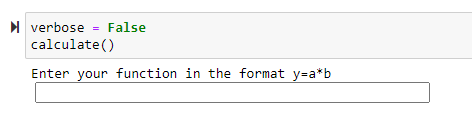 verbose = False
calculate()
Enter your function in the format y=a*b